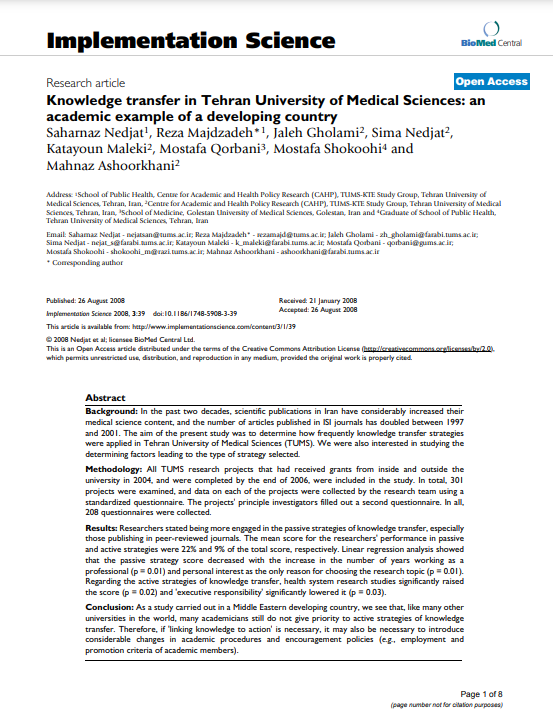 Implementation Science
BioMed Central
Research article
Open Access
Knowledge transfer in Tehran University of Medical Sciences: an
academic example of a developing country
Saharnaz Nedjat¹, Reza Majdzadeh*¹, Jaleh Gholami², Sima Nedjat²,
Katayoun Maleki², Mostafa Qorbani³, Mostafa Shokoohi⁴ and
Mahnaz Ashoorkhani²
Address: ¹School of Public Health, Centre for Academic and Health Policy Research (CAHP), TUMS-KTE Study Group, Tehran University of
Medical Sciences, Tehran, Iran, ²Centre for Academic and Health Policy Research (CAHP), TUMS-KTE Study Group, Tehran University of Medical
Sciences, Tehran, Iran, ³School of Medicine, Golestan University of Medical Sciences, Golestan, Iran and ⁴Graduate of School of Public Health,
Tehran University of Medical Sciences, Tehran, Iran
Email: Saharnaz Nedjat - nejatsan@tums.ac.ir; Reza Majdzadeh* - rezamajd@tums.ac.ir; Jaleh Gholami - zh_gholami@farabi.tums.ac.ir;
Sima Nedjat - nejat_s@farabi.tums.ac.ir; Katayoun Maleki - k_maleki@farabi.tums.ac.ir; Mostafa Qorbani - qorbani@gums.ac.ir;
Mostafa Shokoohi - shokoohi_m@razi.tums.ac.ir; Mahnaz Ashoorkhani - ashoorkhani@farabi.tums.ac.ir
* Corresponding author
Published: 26 August 2008
Received: 21 January 2008
Accepted: 26 August 2008
Implementation Science 2008, 3:39 doi:10.1186/1748-5908-3-39
This article is available from: http://www.implementationscience.com/content/3/1/39
© 2008 Nedjat et al; licensee BioMed Central Ltd.
This is an Open Access article distributed under the terms of the Creative Commons Attribution License (http://creativecommons.org/licenses/by/2.0),
which permits unrestricted use, distribution, and reproduction in any medium, provided the original work is properly cited.
Abstract
Background: In the past two decades, scientific publications in Iran have considerably increased their
medical science content, and the number of articles published in ISI journals has doubled between 1997
and 2001. The aim of the present study was to determine how frequently knowledge transfer strategies
were applied in Tehran University of Medical Sciences (TUMS). We were also interested in studying the
determining factors leading to the type of strategy selected.
Methodology: All TUMS research projects that had received grants from inside and outside the
university in 2004, and were completed by the end of 2006, were included in the study. In total, 301
projects were examined, and data on each of the projects were collected by the research team using a
standardized questionnaire. The projects' principle investigators filled out a second questionnaire. In all,
208 questionnaires were collected.
Results: Researchers stated being more engaged in the passive strategies of knowledge transfer, especially
those publishing in peer-reviewed journals. The mean score for the researchers' performance in passive
and active strategies were 22% and 9% of the total score, respectively. Linear regression analysis showed
that the passive strategy score decreased with the increase in the number of years working as a
professional (p = 0.01) and personal interest as the only reason for choosing the research topic (p = 0.01).
Regarding the active strategies of knowledge transfer, health system research studies significantly raised
the score (p = 0.02) and 'executive responsibility' significantly lowered it (p = 0.03).
Conclusion: As a study carried out in a Middle Eastern developing country, we see that, like many other
universities in the world, many academicians still do not give priority to active strategies of knowledge
transfer. Therefore, if 'linking knowledge to action' is necessary, it may also be necessary to introduce
considerable changes in academic procedures and encouragement policies (e.g., employment and
promotion criteria of academic members).
Page 1 of 8
(page number not for citation purposes)